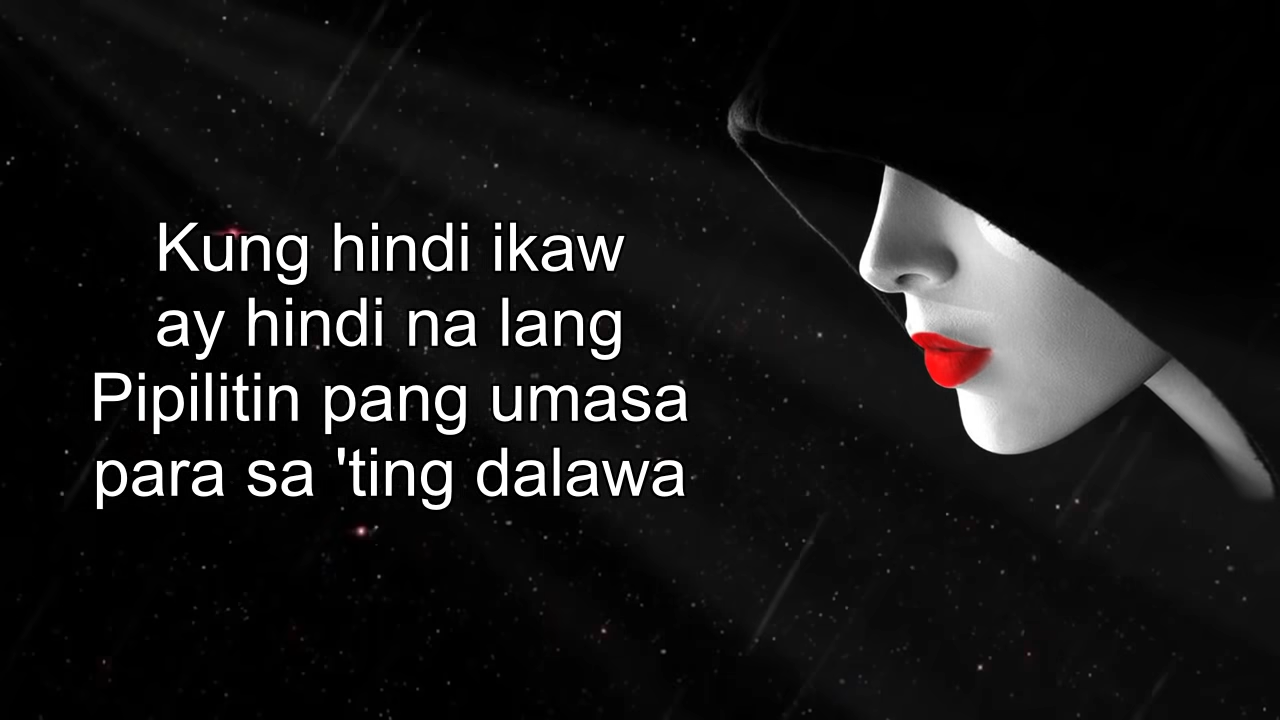 Kung hindi ikaw
ay hindi na lang
Pipilitin pang umasa
para sa 'ting dalawa